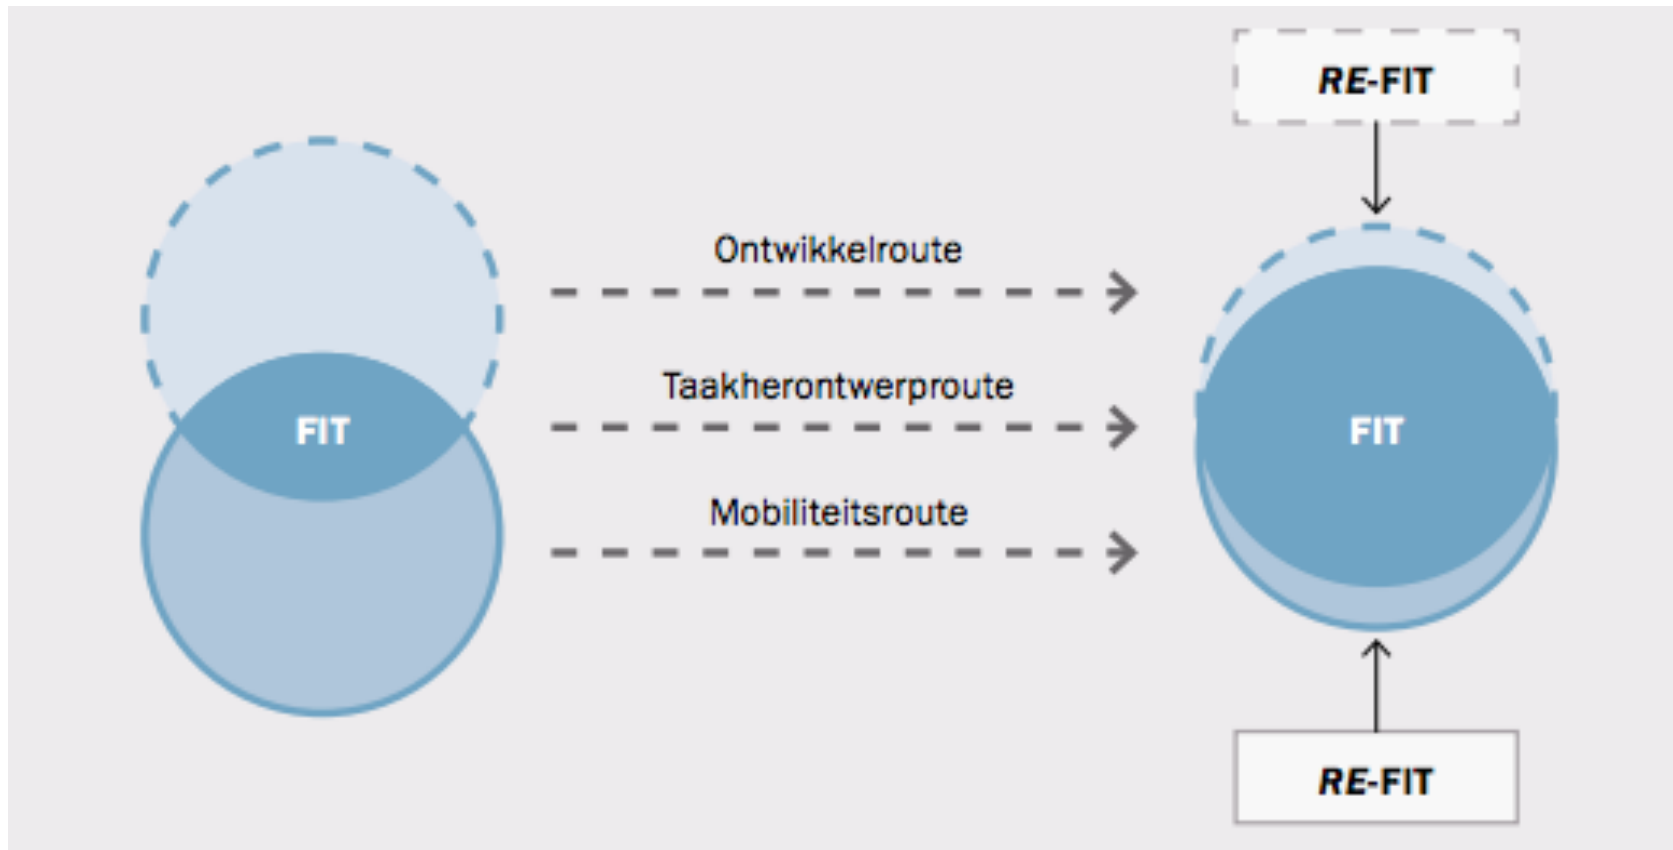 RE-FIT
Ontwikkelroute
Taakherontwerproute
FIT
FIT
Mobiliteitsroute
RE-FIT